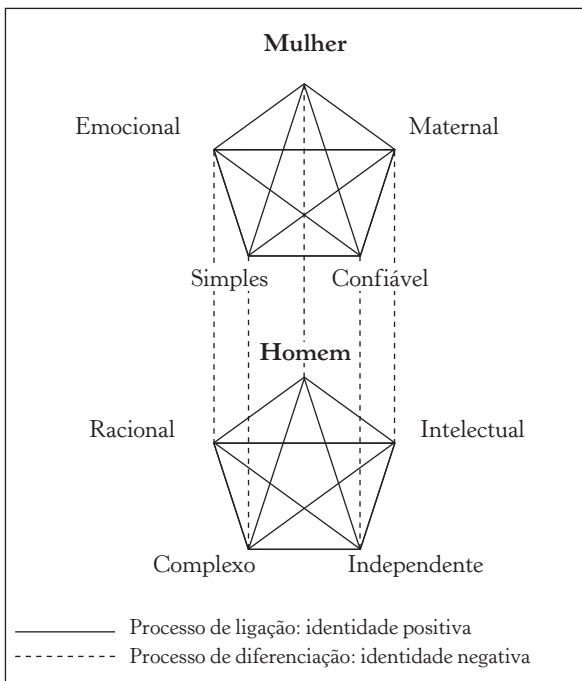 Mulher
Emocional Maternal
Simples Confiável
Homem
Racional Intelectual
Complexo Independente
Processo de ligação: identidade positiva
Processo de diferenciação: identidade negativa